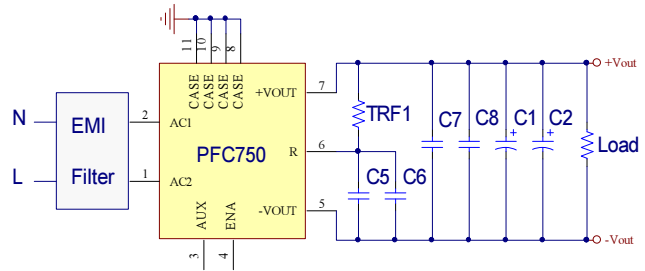 11
10
9
8
CASE
CASE
CASE
CASE
+VOUT
7
+Vout
N
EMI
2
AC1
PFC750
TRF1
C7
C8
+
C1
+
C2
Load
R
6
L
Filter
1
AC2
C5
C6
AUX
ENA
-VOUT
5
-Vout
3
4